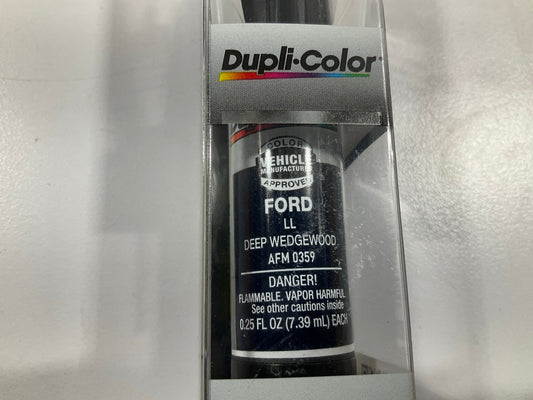 Dupli-Color
COLOR
VEHICLE
MANUFACTURER
APPROVED
FORD
LL
DEEP WEDGEWOOD
AFM 0359
DANGER!
FLAMMABLE. VAPOR HARMFUL
See other cautions inside
0.25 FL OZ (7.39 mL) EACH